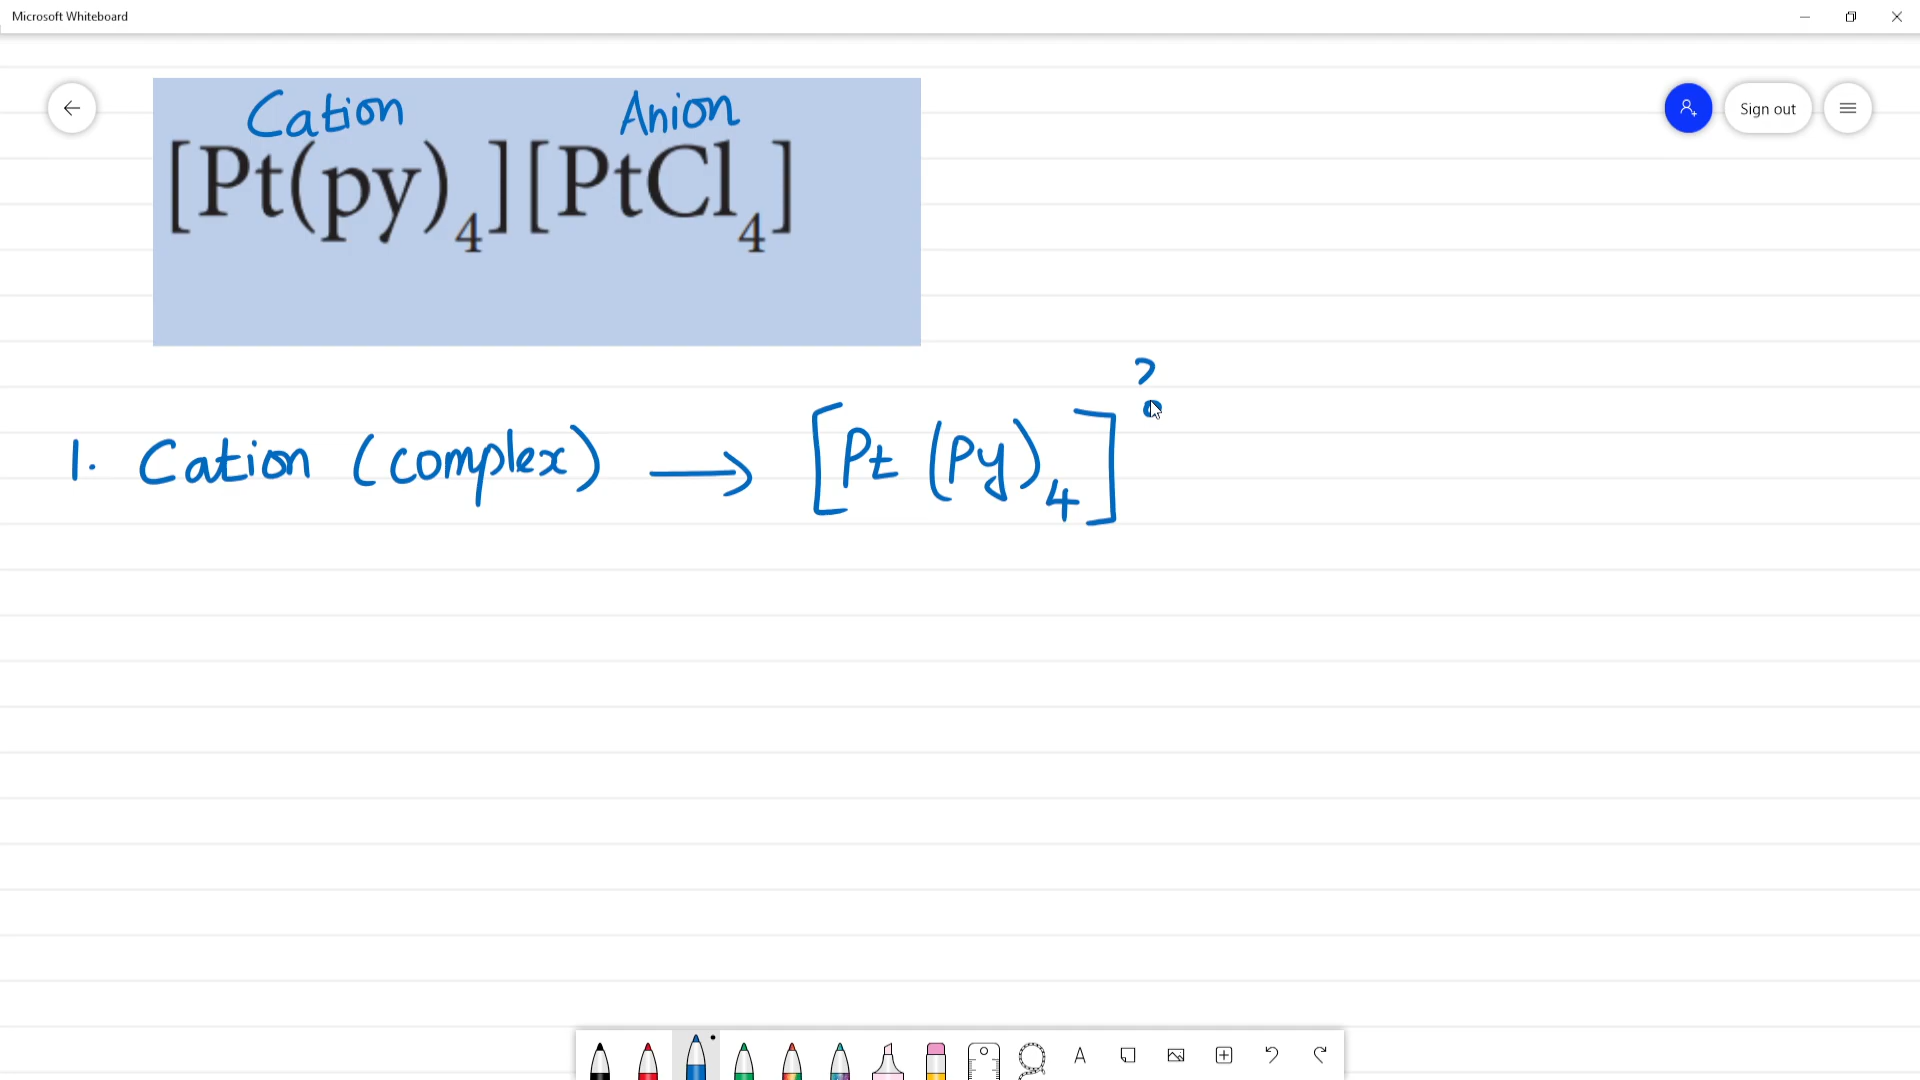 Microsoft Whiteboard
Sign out
Cation Anion
[Pt(py)₄][PtCl₄]
?
1. Cation (complex) → [Pt (Py)₄]
A